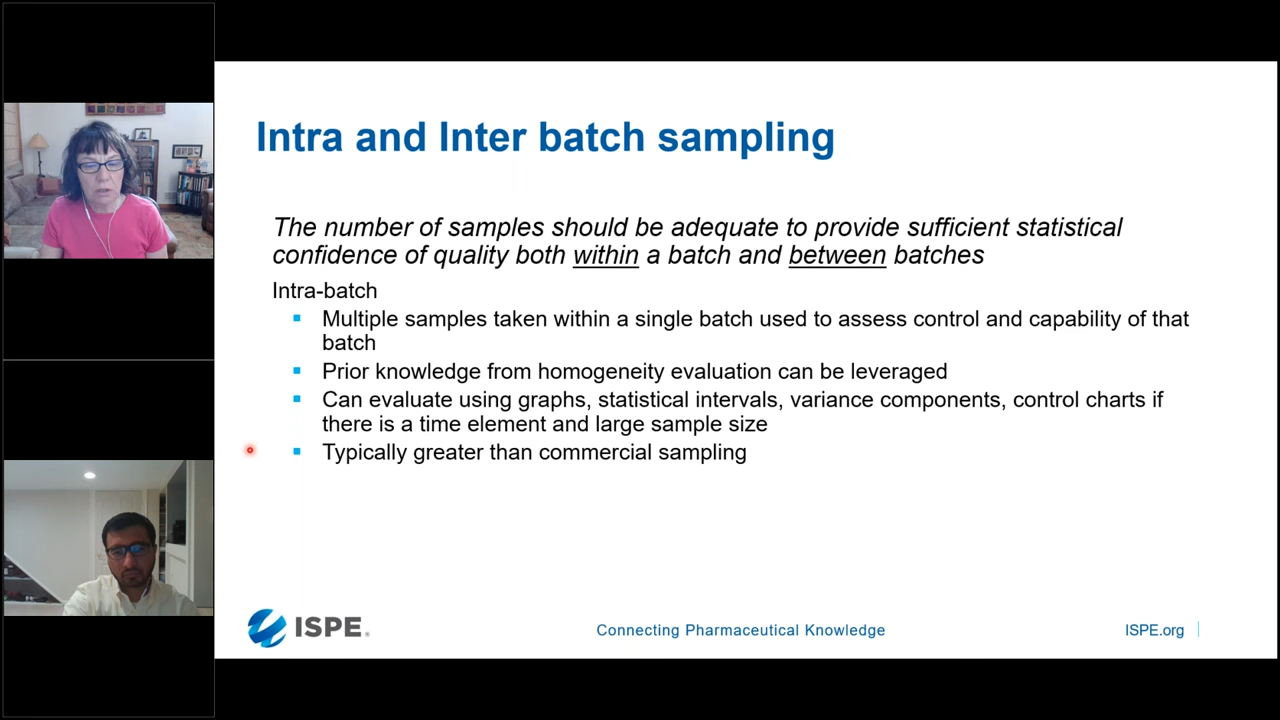 Intra and Inter batch sampling
The number of samples should be adequate to provide sufficient statistical
confidence of quality both within a batch and between batches
Intra-batch
Multiple samples taken within a single batch used to assess control and capability of that
batch
Prior knowledge from homogeneity evaluation can be leveraged
Can evaluate using graphs, statistical intervals, variance components, control charts if
there is a time element and large sample size
Typically greater than commercial sampling
ISPE®
Connecting Pharmaceutical Knowledge
ISPE.org